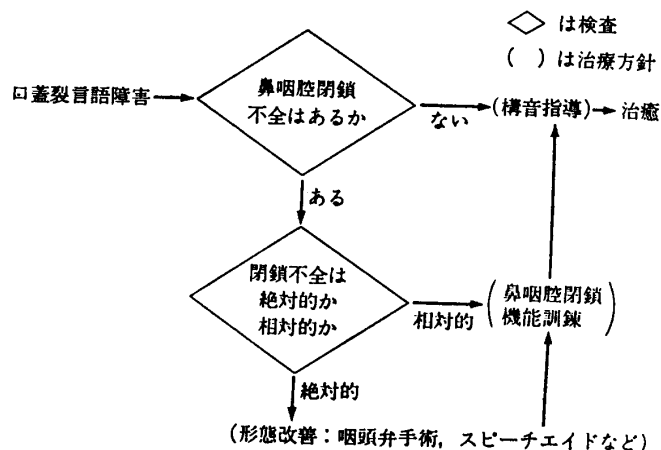 ◇ は検査
( )は治療方針
口蓋裂言語障害
鼻咽腔閉鎖
不全はあるか
ない
(構音指導)
治癒
ある
閉鎖不全は
絶対的か
相対的か
相対的
(鼻咽腔閉鎖
機能訓練)
絶対的
(形態改善：咽頭弁手術，スピーチエイドなど)